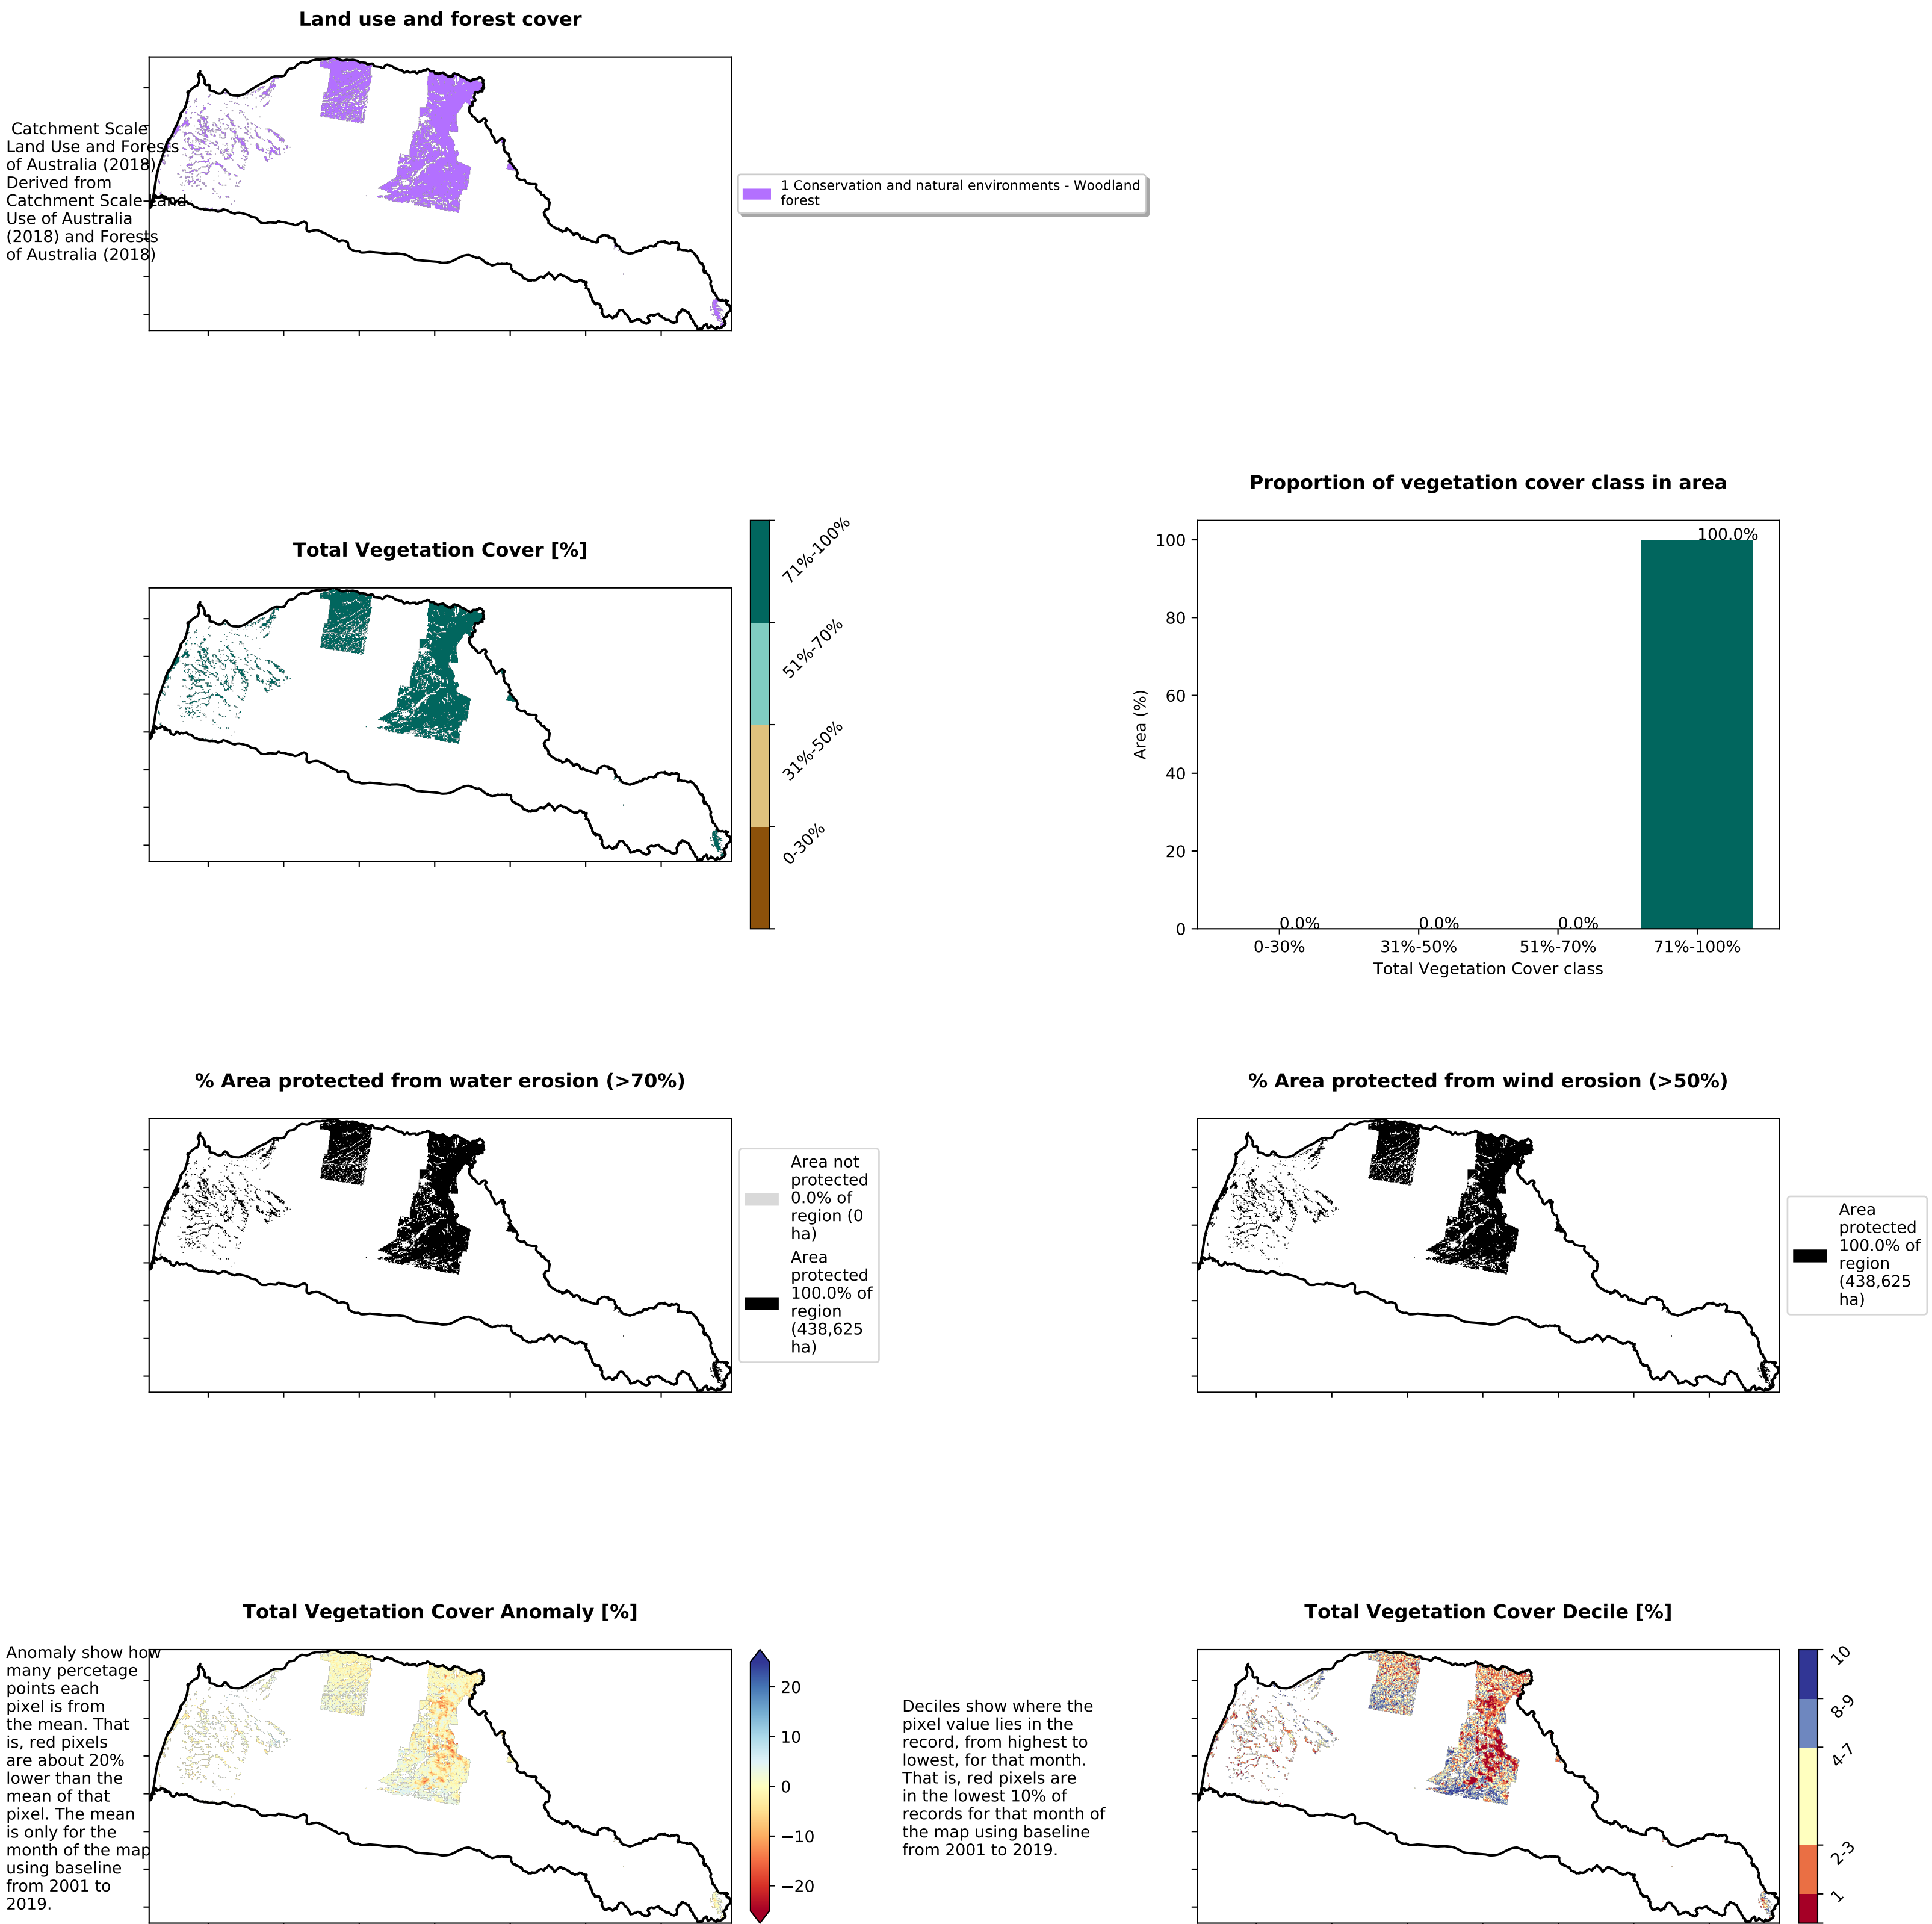 Land use and forest cover
Catchment Scale
Land Use and Forests
of Australia (2018)
Derived from
Catchment Scale Land
Use of Australia
(2018) and Forests
of Australia (2018)
1 Conservation and natural environments - Woodland
forest
Total Vegetation Cover [%]
71%-100%
51%-70%
31%-50%
0-30%
Proportion of vegetation cover class in area
Area (%)
100
80
60
40
20
0
0.0%
0.0%
0.0%
100.0%
0-30%
31%-50%
51%-70%
71%-100%
Total Vegetation Cover class
% Area protected from water erosion (>70%)
Area not
protected
0.0% of
region (0
ha)
Area
protected
100.0% of
region
(438,625
ha)
% Area protected from wind erosion (>50%)
Area
protected
100.0% of
region
(438,625
ha)
Total Vegetation Cover Anomaly [%]
Anomaly show how
many percetage
points each
pixel is from
the mean. That
is, red pixels
are about 20%
lower than the
mean of that
pixel. The mean
is only for the
month of the map
using baseline
from 2001 to
2019.
20
10
0
−10
−20
Deciles show where the
pixel value lies in the
record, from highest to
lowest, for that month.
That is, red pixels are
in the lowest 10% of
records for that month of
the map using baseline
from 2001 to 2019.
Total Vegetation Cover Decile [%]
10
8-9
4-7
2-3
1